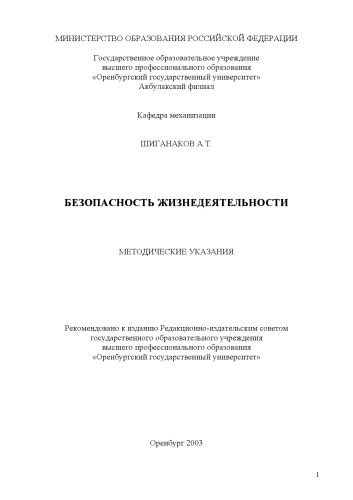 МИНИСТЕРСТВО ОБРАЗОВАНИЯ РОССИЙСКОЙ ФЕДЕРАЦИИ
Государственное образовательное учреждение
высшего профессионального образования
«Оренбургский государственный университет»
Акбулакский филиал
Кафедра механизации
ШИГАНАКОВ А.Т.
БЕЗОПАСНОСТЬ ЖИЗНЕДЕЯТЕЛЬНОСТИ
МЕТОДИЧЕСКИЕ УКАЗАНИЯ
Рекомендовано к изданию Редакционно-издательским советом
государственного образовательного учреждения
высшего профессионального образования
«Оренбургский государственный университет»
Оренбург 2003
1